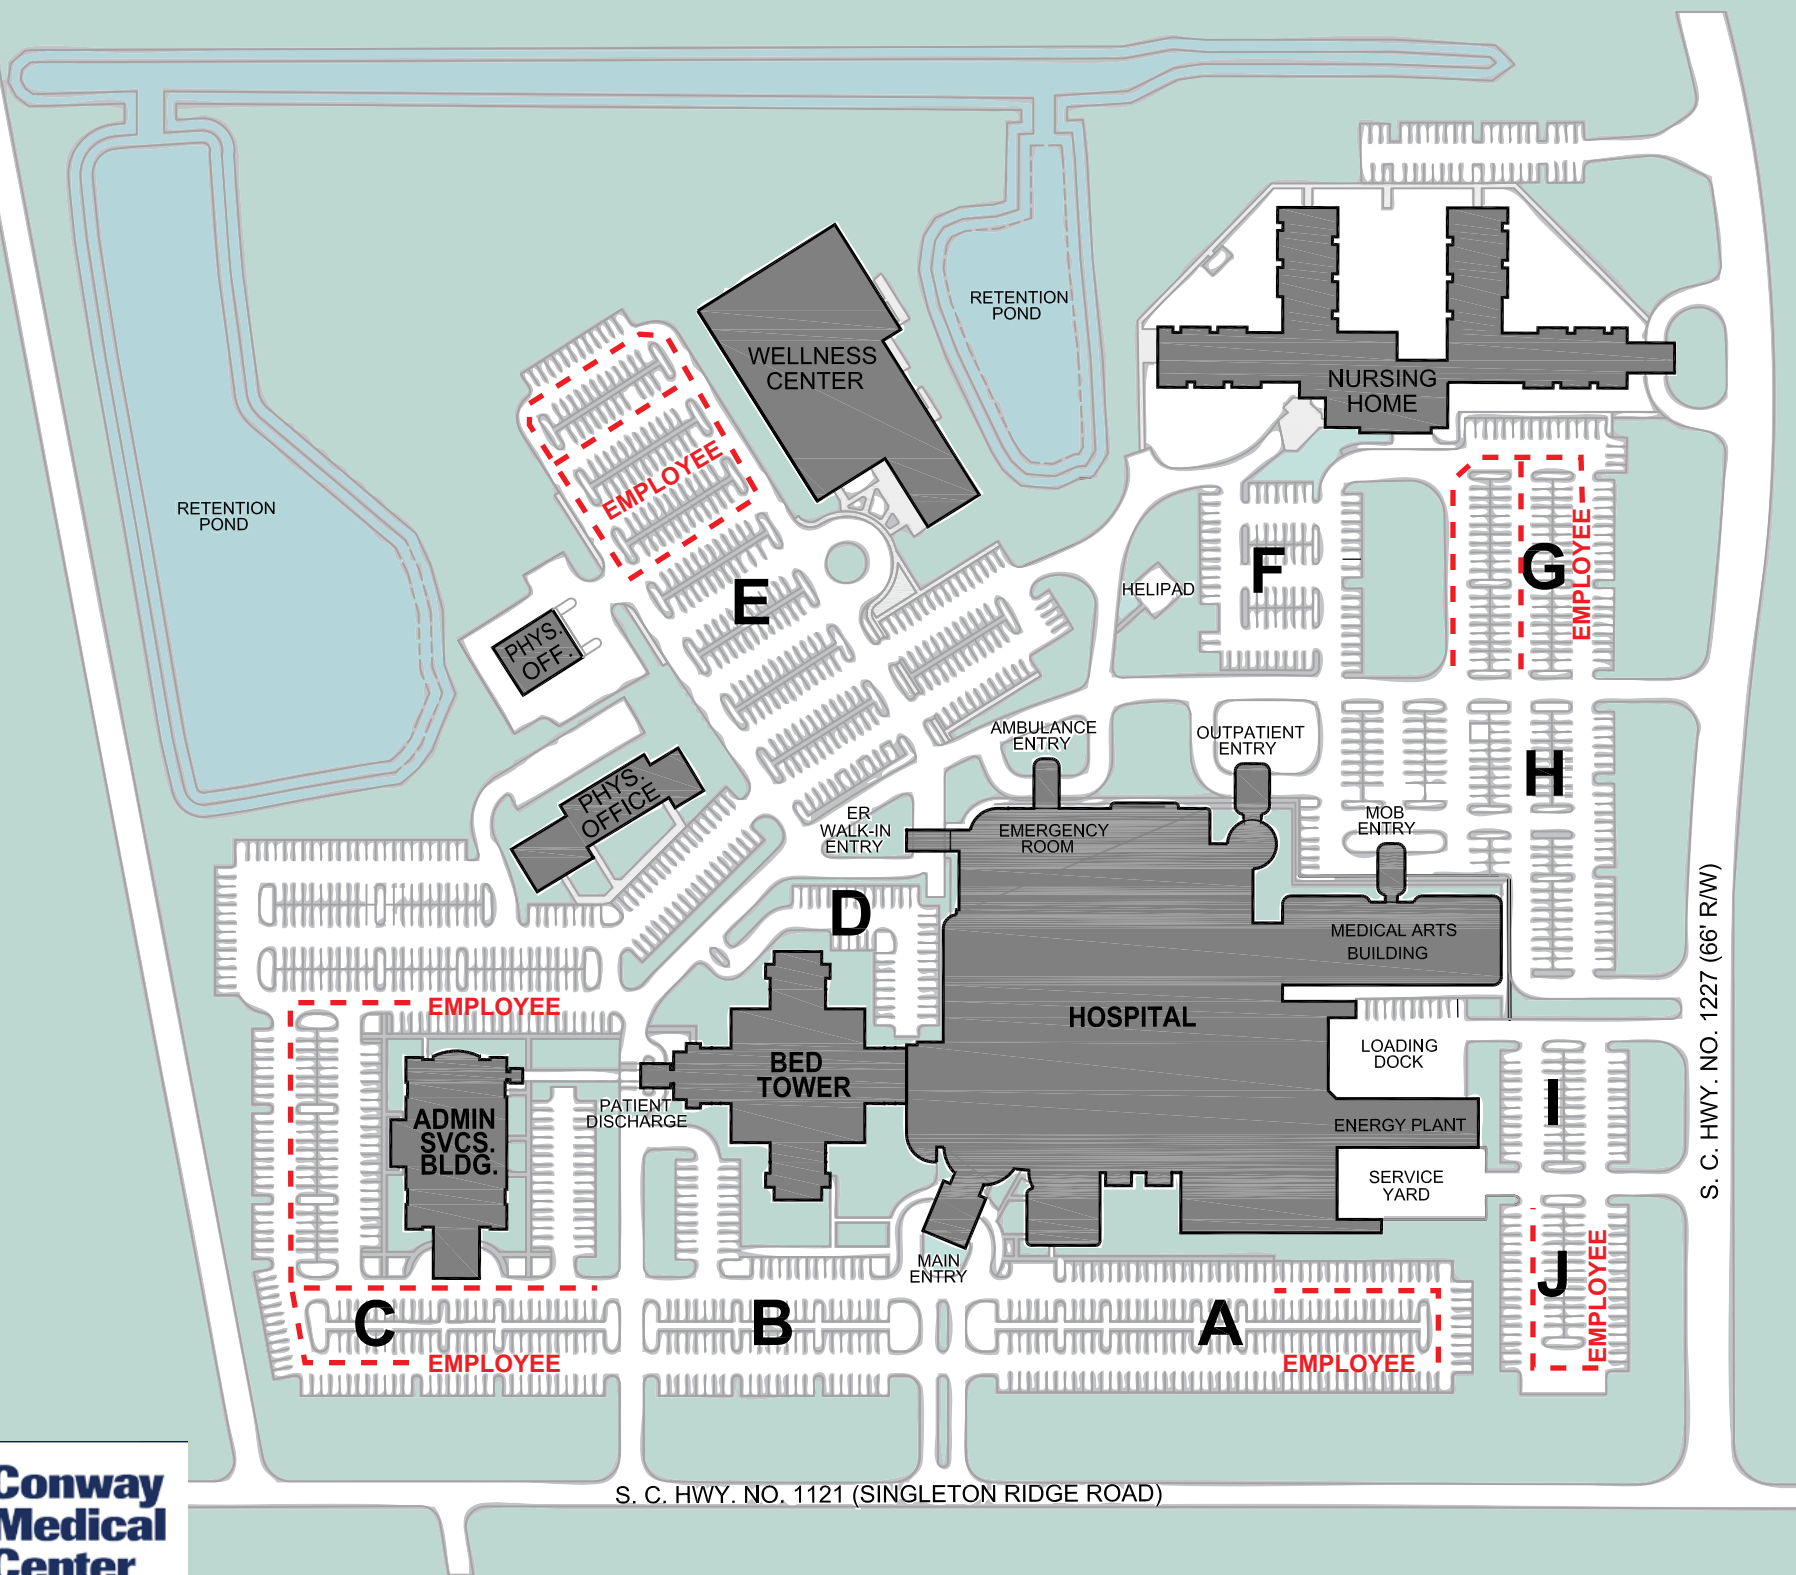 RETENTION
POND
WELLNESS
CENTER
NURSING
HOME
RETENTION
POND
EMPLOYEE
E
HELIPAD
F
G
EMPLOYEE
PHYS.
OFF.
AMBULANCE
ENTRY
OUTPATIENT
ENTRY
H
PHYS.
OFFICE
ER
WALK-IN
ENTRY
EMERGENCY
ROOM
MOB
ENTRY
D
MEDICAL ARTS
BUILDING
EMPLOYEE
HOSPITAL
LOADING
DOCK
S. C. HWY. NO. 1227 (66' R/W)
BED
TOWER
ADMIN
SVCS.
BLDG.
PATIENT
DISCHARGE
ENERGY PLANT
I
SERVICE
YARD
MAIN
ENTRY
J
EMPLOYEE
C
B
A
EMPLOYEE
EMPLOYEE
Conway
Medical
Center
S. C. HWY. NO. 1121 (SINGLETON RIDGE ROAD)